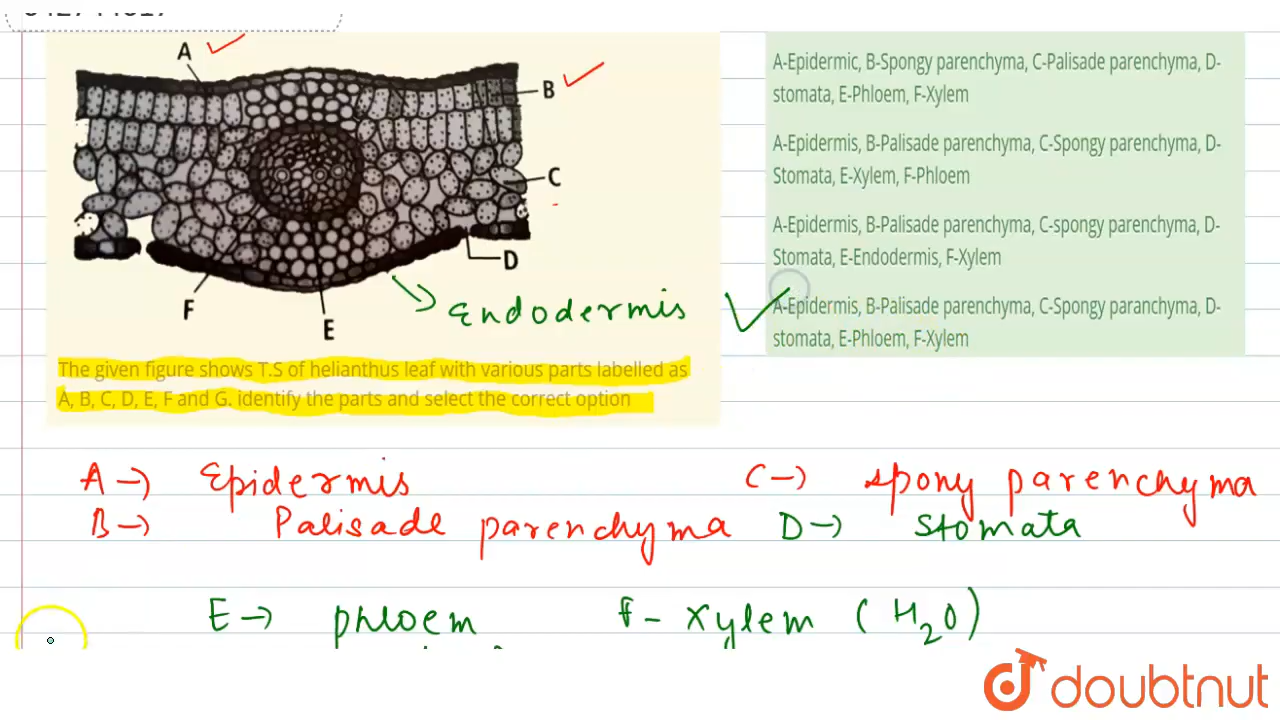 A
B
C
D
F
E
Endodermis
The given figure shows T.S of helianthus leaf with various parts labelled as
A, B, C, D, E, F and G. identify the parts and select the correct option
A-Epidermic, B-Spongy parenchyma, C-Palisade parenchyma, D-
stomata, E-Phloem, F-Xylem
A-Epidermis, B-Palisade parenchyma, C-Spongy parenchyma, D-
Stomata, E-Xylem, F-Phloem
A-Epidermis, B-Palisade parenchyma, C-spongy parenchyma, D-
Stomata, E-Endodermis, F-Xylem
A-Epidermis, B-Palisade parenchyma, C-Spongy paranchyma, D-
stomata, E-Phloem, F-Xylem
A → Epidermis
C → spony parenchyma
B → Palisade parenchyma
D → Stomata
E → phloem
f - xylem (H2O)
doubtnut